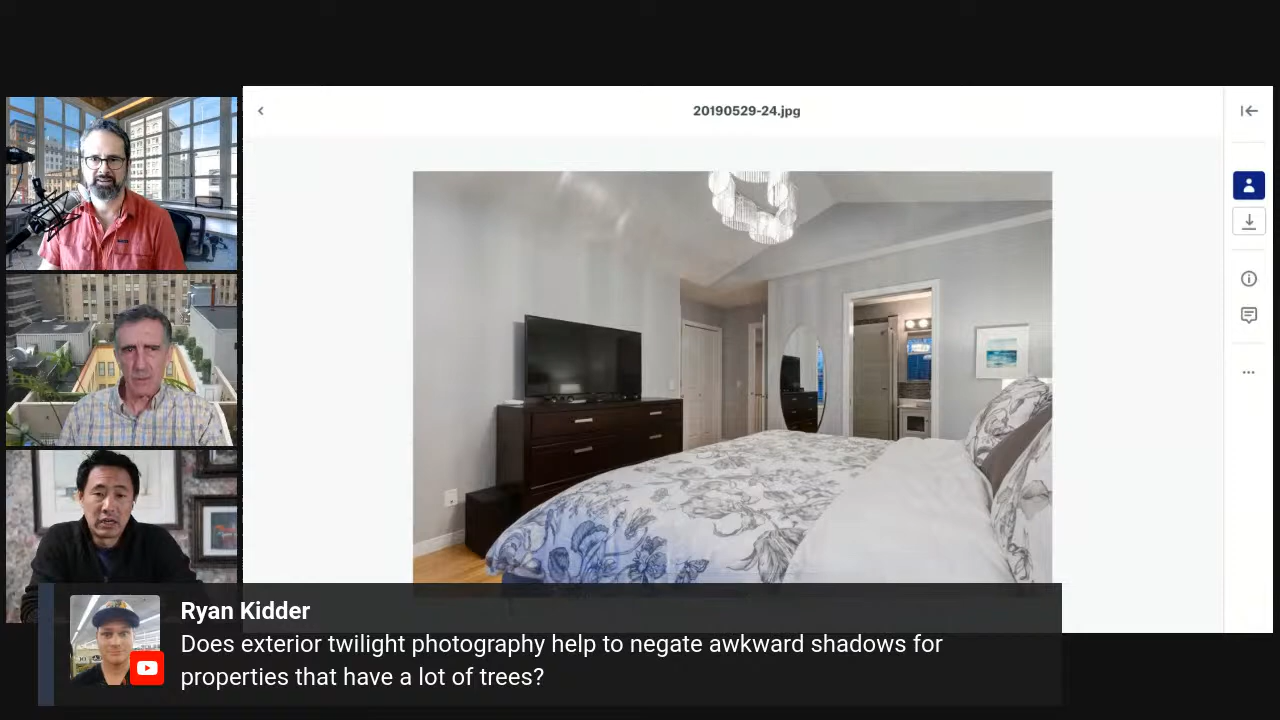 20190529-24.jpg
Ryan Kidder
Does exterior twilight photography help to negate awkward shadows for
properties that have a lot of trees?